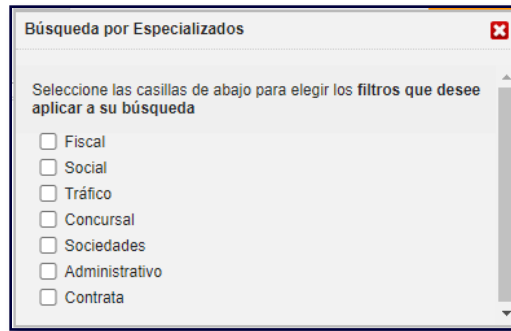 Búsqueda por Especializados
Seleccione las casillas de abajo para elegir los filtros que desee
aplicar a su búsqueda
Fiscal
Social
Tráfico
Concursal
Sociedades
Administrativo
Contrata